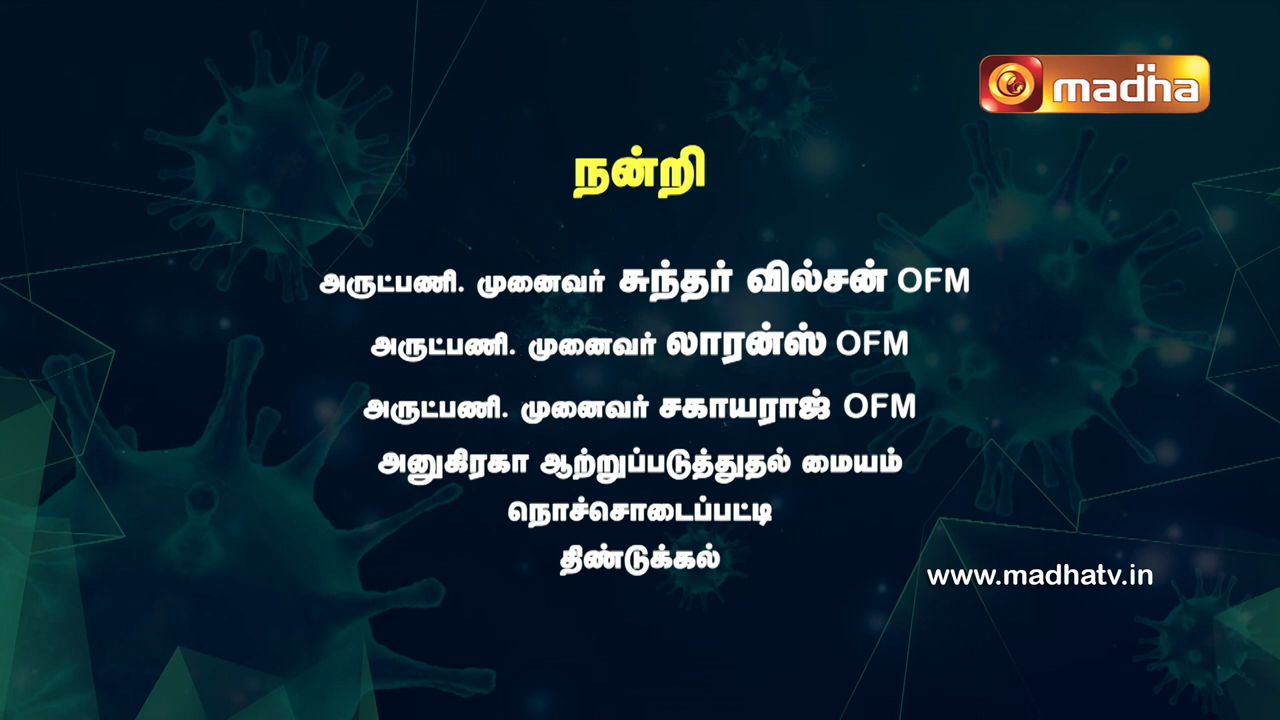 madha
நன்றி
அருட்பணி. முனைவர் சுந்தர் வில்சன் OFM
அருட்பணி. முனைவர் லாரன்ஸ் OFM
அருட்பணி. முனைவர் சகாயராஜ் OFM
அனுகிரகா ஆற்றுப்படுத்துதல் மையம்
நொச்சொடைப்பட்டி
திண்டுக்கல்
www.madhatv.in